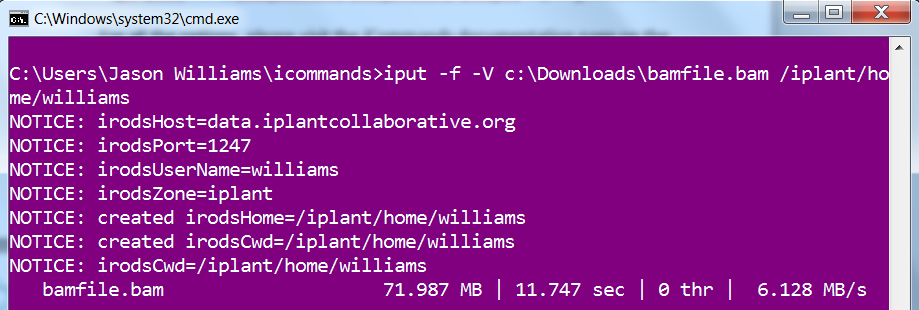 C:\Windows\system32\cmd.exe
C:\Users\Jason Williams\icommands>iput -f -V c:\Downloads\bamfile.bam /iplant/ho
me/williams
NOTICE: irodsHost=data.iplantcollaborative.org
NOTICE: irodsPort=1247
NOTICE: irodsUserName=williams
NOTICE: irodsZone=iplant
NOTICE: created irodsHome=/iplant/home/williams
NOTICE: created irodsCwd=/iplant/home/williams
NOTICE: irodsCwd=/iplant/home/williams
bamfile.bam 71.987 MB | 11.747 sec | 0 thr | 6.128 MB/s